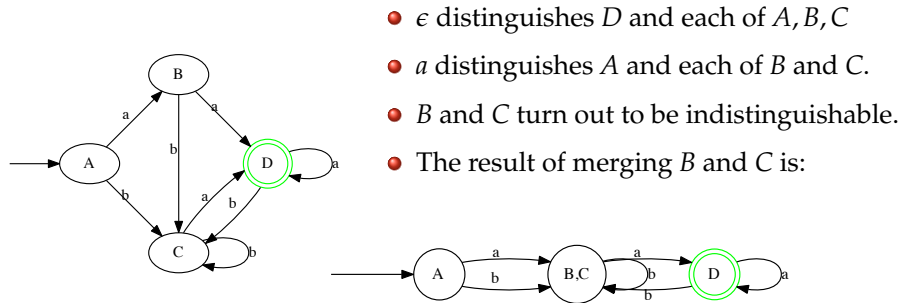 ϵ distinguishes D and each of A, B, C
a distinguishes A and each of B and C.
B and C turn out to be indistinguishable.
The result of merging B and C is:
B
a
a
b
A
D
a
b
a
b
C
b
A
a
b
B,C
a
b
b
D
a